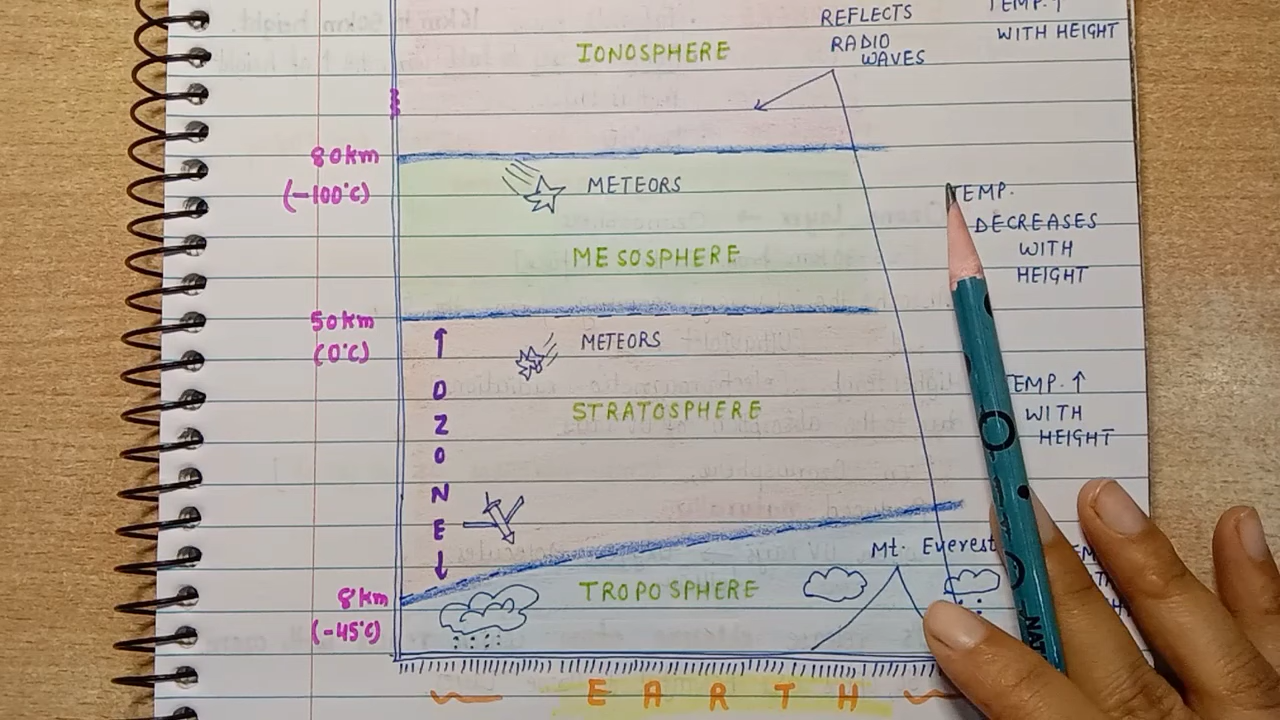 REFLECTS
RADIO
WAVES
TEMP. ↑
WITH HEIGHT
IONOSPHERE
80km
(-100°c)
METEORS
MESOSPHERE
TEMP.
DECREASES
WITH
HEIGHT
50km
(0°c)
METEORS
STRATOSPHERE
↑
O
Z
O
N
E
↓
TEMP. ↑
WITH
HEIGHT
Mt. Everest
TROPOSPHERE
8km
(-45°c)
EARTH